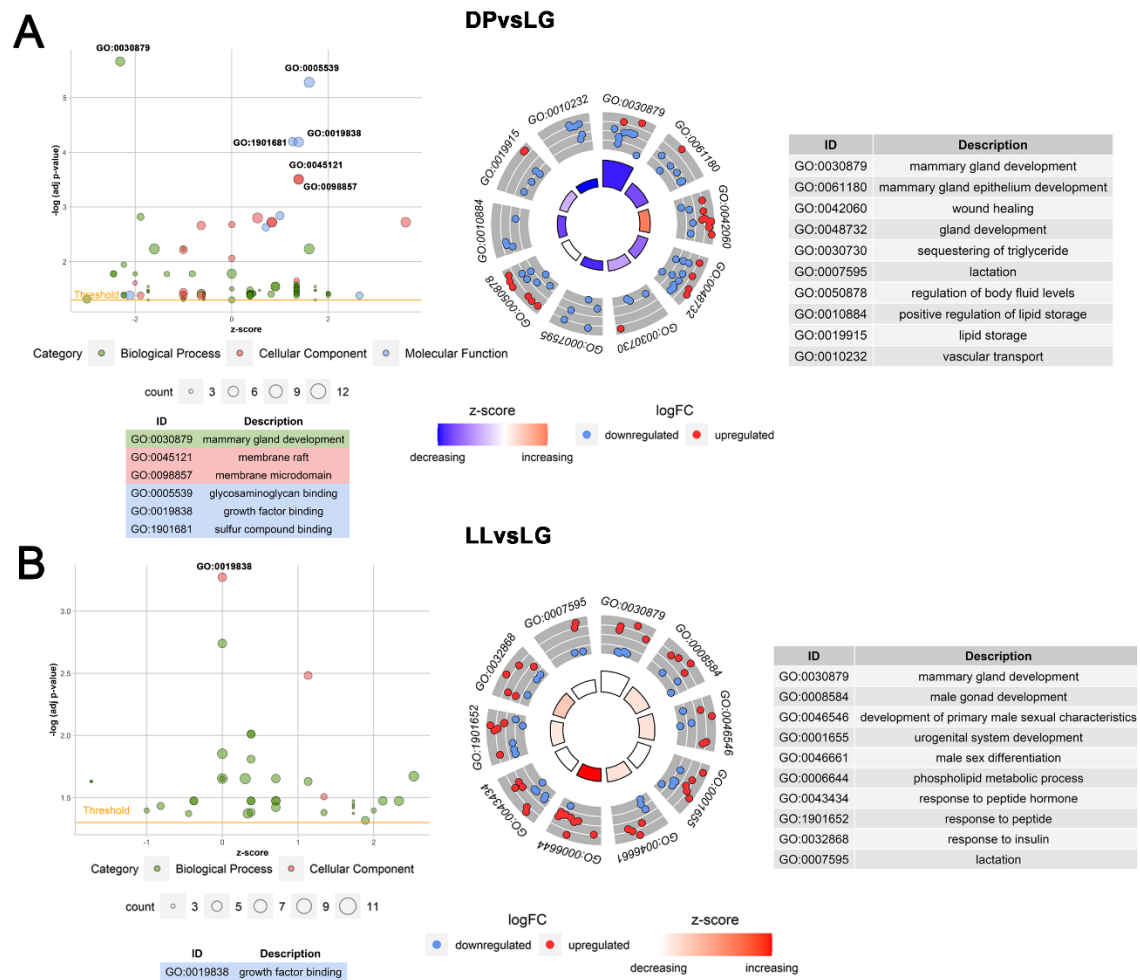 A
DPvsLG
GO:0030879
GO:0005539
GO:0019838
GO:1901681
GO:0045121
GO:0098857
-log (adj p-value)
5
4
3
2
Threshold
-2
0
2
z-score
Category
Biological Process
Cellular Component
Molecular Function
count
3
6
9
12
ID Description
GO:0030879 mammary gland development
GO:0045121 membrane raft
GO:0098857 membrane microdomain
GO:0005539 glycosaminoglycan binding
GO:0019838 growth factor binding
GO:1901681 sulfur compound binding
GO:0030879
GO:0061180
GO:0042060
GO:0048732
GO:0030730
GO:0007595
GO:0050878
GO:0010884
GO:0019915
GO:0010232
z-score
decreasing
increasing
logFC
downregulated
upregulated
ID Description
GO:0030879 mammary gland development
GO:0061180 mammary gland epithelium development
GO:0042060 wound healing
GO:0048732 gland development
GO:0030730 sequestering of triglyceride
GO:0007595 lactation
GO:0050878 regulation of body fluid levels
GO:0010884 positive regulation of lipid storage
GO:0019915 lipid storage
GO:0010232 vascular transport
B
LLvsLG
GO:0019838
-log (adj p-value)
3.0
2.5
2.0
1.5
Threshold
-1
0
1
2
z-score
Category
Biological Process
Cellular Component
count
3
5
7
9
11
ID Description
GO:0019838 growth factor binding
GO:0030879
GO:0008584
GO:0046546
GO:0001655
GO:0046661
GO:0006644
GO:0043434
GO:1901652
GO:0032868
GO:0007595
logFC
downregulated
upregulated
z-score
decreasing
increasing
ID Description
GO:0030879 mammary gland development
GO:0008584 male gonad development
GO:0046546 development of primary male sexual characteristics
GO:0001655 urogenital system development
GO:0046661 male sex differentiation
GO:0006644 phospholipid metabolic process
GO:0043434 response to peptide hormone
GO:1901652 response to peptide
GO:0032868 response to insulin
GO:0007595 lactation